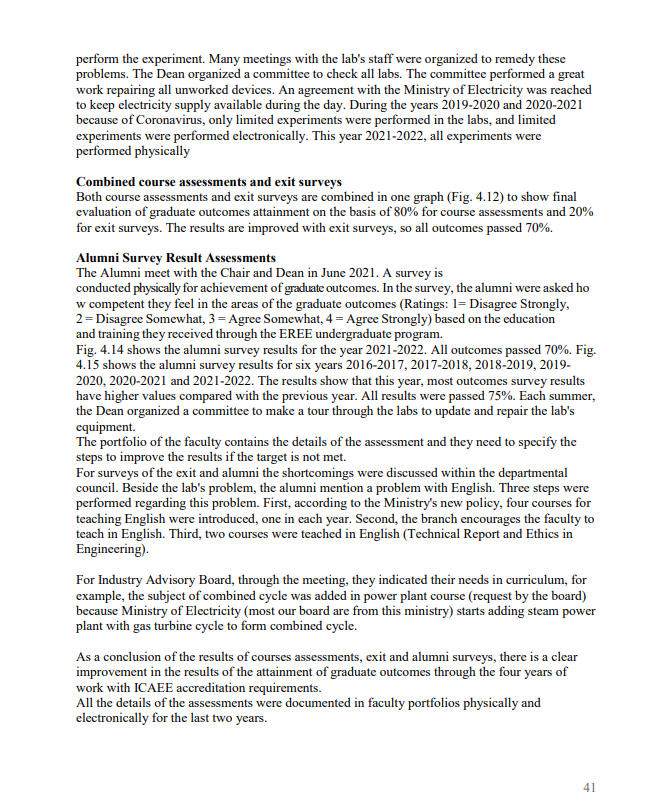 perform the experiment. Many meetings with the lab's staff were organized to remedy these
problems. The Dean organized a committee to check all labs. The committee performed a great
work repairing all unworked devices. An agreement with the Ministry of Electricity was reached
to keep electricity supply available during the day. During the years 2019-2020 and 2020-2021
because of Coronavirus, only limited experiments were performed in the labs, and limited
experiments were performed electronically. This year 2021-2022, all experiments were
performed physically
Combined course assessments and exit surveys
Both course assessments and exit surveys are combined in one graph (Fig. 4.12) to show final
evaluation of graduate outcomes attainment on the basis of 80% for course assessments and 20%
for exit surveys. The results are improved with exit surveys, so all outcomes passed 70%.
Alumni Survey Result Assessments
The Alumni meet with the Chair and Dean in June 2021. A survey is
conducted physically for achievement of graduate outcomes. In the survey, the alumni were asked ho
w competent they feel in the areas of the graduate outcomes (Ratings: 1= Disagree Strongly,
2 = Disagree Somewhat, 3 = Agree Somewhat, 4 = Agree Strongly) based on the education
and training they received through the EREE undergraduate program.
Fig. 4.14 shows the alumni survey results for the year 2021-2022. All outcomes passed 70%. Fig.
4.15 shows the alumni survey results for six years 2016-2017, 2017-2018, 2018-2019, 2019-
2020, 2020-2021 and 2021-2022. The results show that this year, most outcomes survey results
have higher values compared with the previous year. All results were passed 75%. Each summer,
the Dean organized a committee to make a tour through the labs to update and repair the lab's
equipment.
The portfolio of the faculty contains the details of the assessment and they need to specify the
steps to improve the results if the target is not met.
For surveys of the exit and alumni the shortcomings were discussed within the departmental
council. Beside the lab's problem, the alumni mention a problem with English. Three steps were
performed regarding this problem. First, according to the Ministry's new policy, four courses for
teaching English were introduced, one in each year. Second, the branch encourages the faculty to
teach in English. Third, two courses were teached in English (Technical Report and Ethics in
Engineering).
For Industry Advisory Board, through the meeting, they indicated their needs in curriculum, for
example, the subject of combined cycle was added in power plant course (request by the board)
because Ministry of Electricity (most our board are from this ministry) starts adding steam power
plant with gas turbine cycle to form combined cycle.
As a conclusion of the results of courses assessments, exit and alumni surveys, there is a clear
improvement in the results of the attainment of graduate outcomes through the four years of
work with ICAEE accreditation requirements.
All the details of the assessments were documented in faculty portfolios physically and
electronically for the last two years.
41